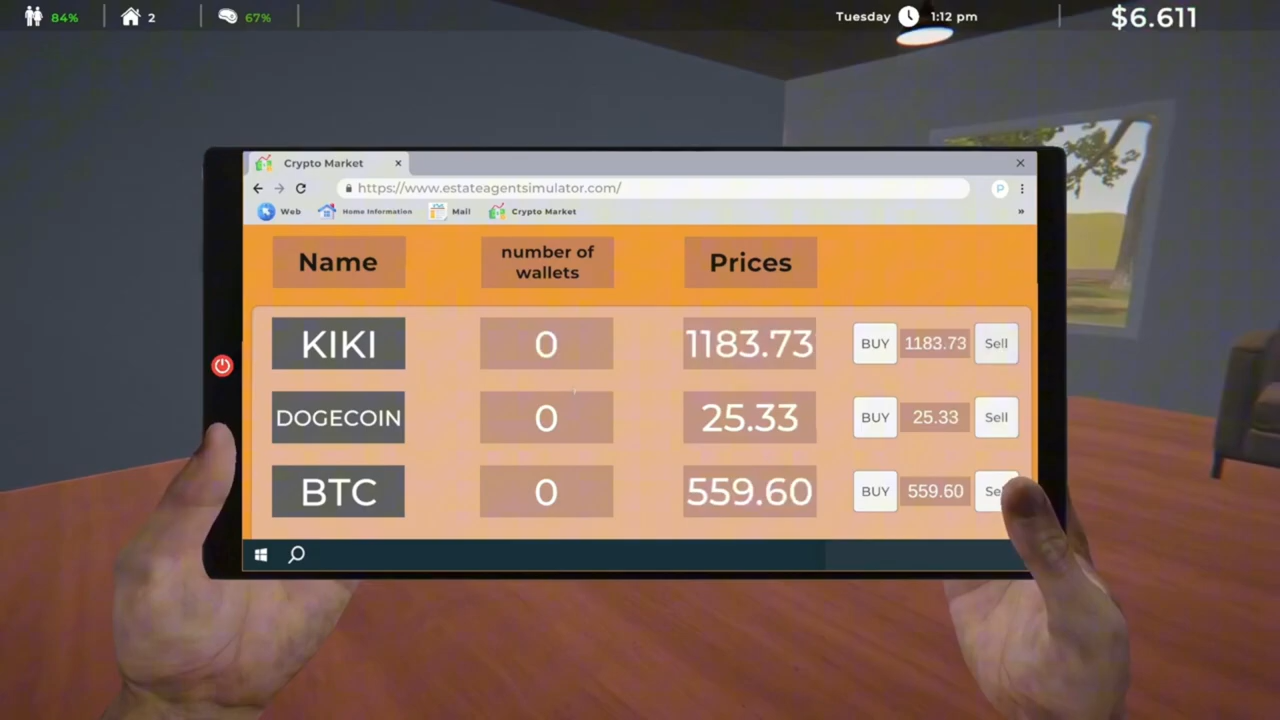 84%
2
67%
Tuesday
1:12 pm
$6.611
Crypto Market
https://www.estateagentsimulator.com/
P
Web
Home Information
Mail
Crypto Market
Name
number of
wallets
Prices
KIKI
0
1183.73
BUY
1183.73
Sell
DOGECOIN
0
25.33
BUY
25.33
Sell
BTC
0
559.60
BUY
559.60
Se